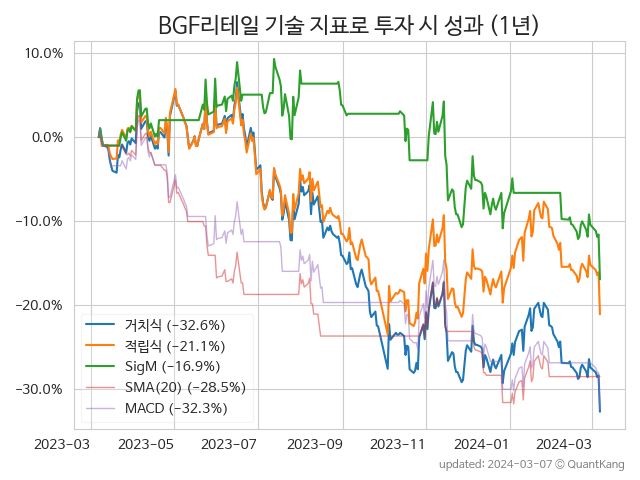 BGF리테일 기술 지표로 투자 시 성과 (1년)
10.0%
0.0%
−10.0%
−20.0%
−30.0%
거치식 (−32.6%)
적립식 (−21.1%)
SigM (−16.9%)
SMA(20) (−28.5%)
MACD (−32.3%)
2023-03 2023-05 2023-07 2023-09 2023-11 2024-01 2024-03
updated: 2024-03-07 © QuantKang